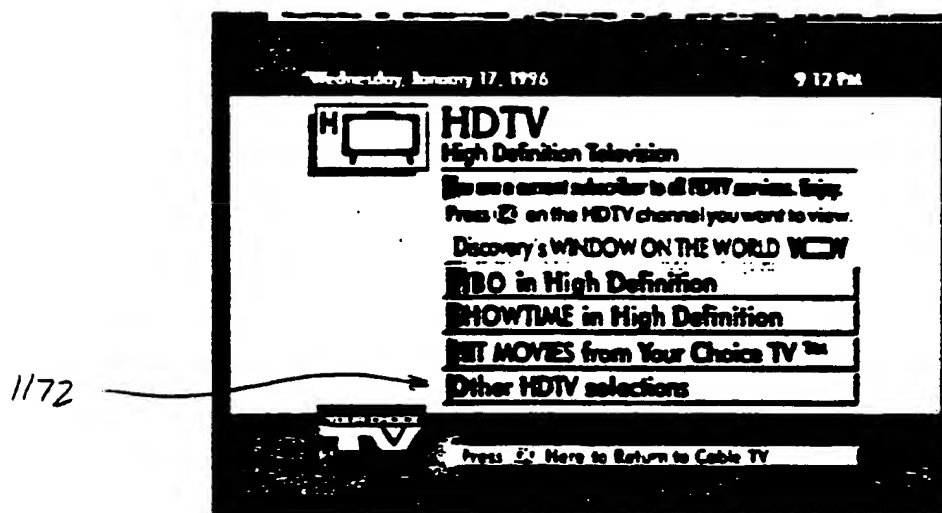 Wednesday, January 17, 1996
9 12 PM
H
HDTV
High Definition Television
You are a current subscriber to all HDTV services. Enjoy.
Press on the HDTV channel you want to view.
Discovery's WINDOW ON THE WORLD WOW
HBO in High Definition
SHOWTIME in High Definition
HIT MOVIES from Your Choice TV ™
Other HDTV selections
1172
TV
Press Here to Return to Cable TV